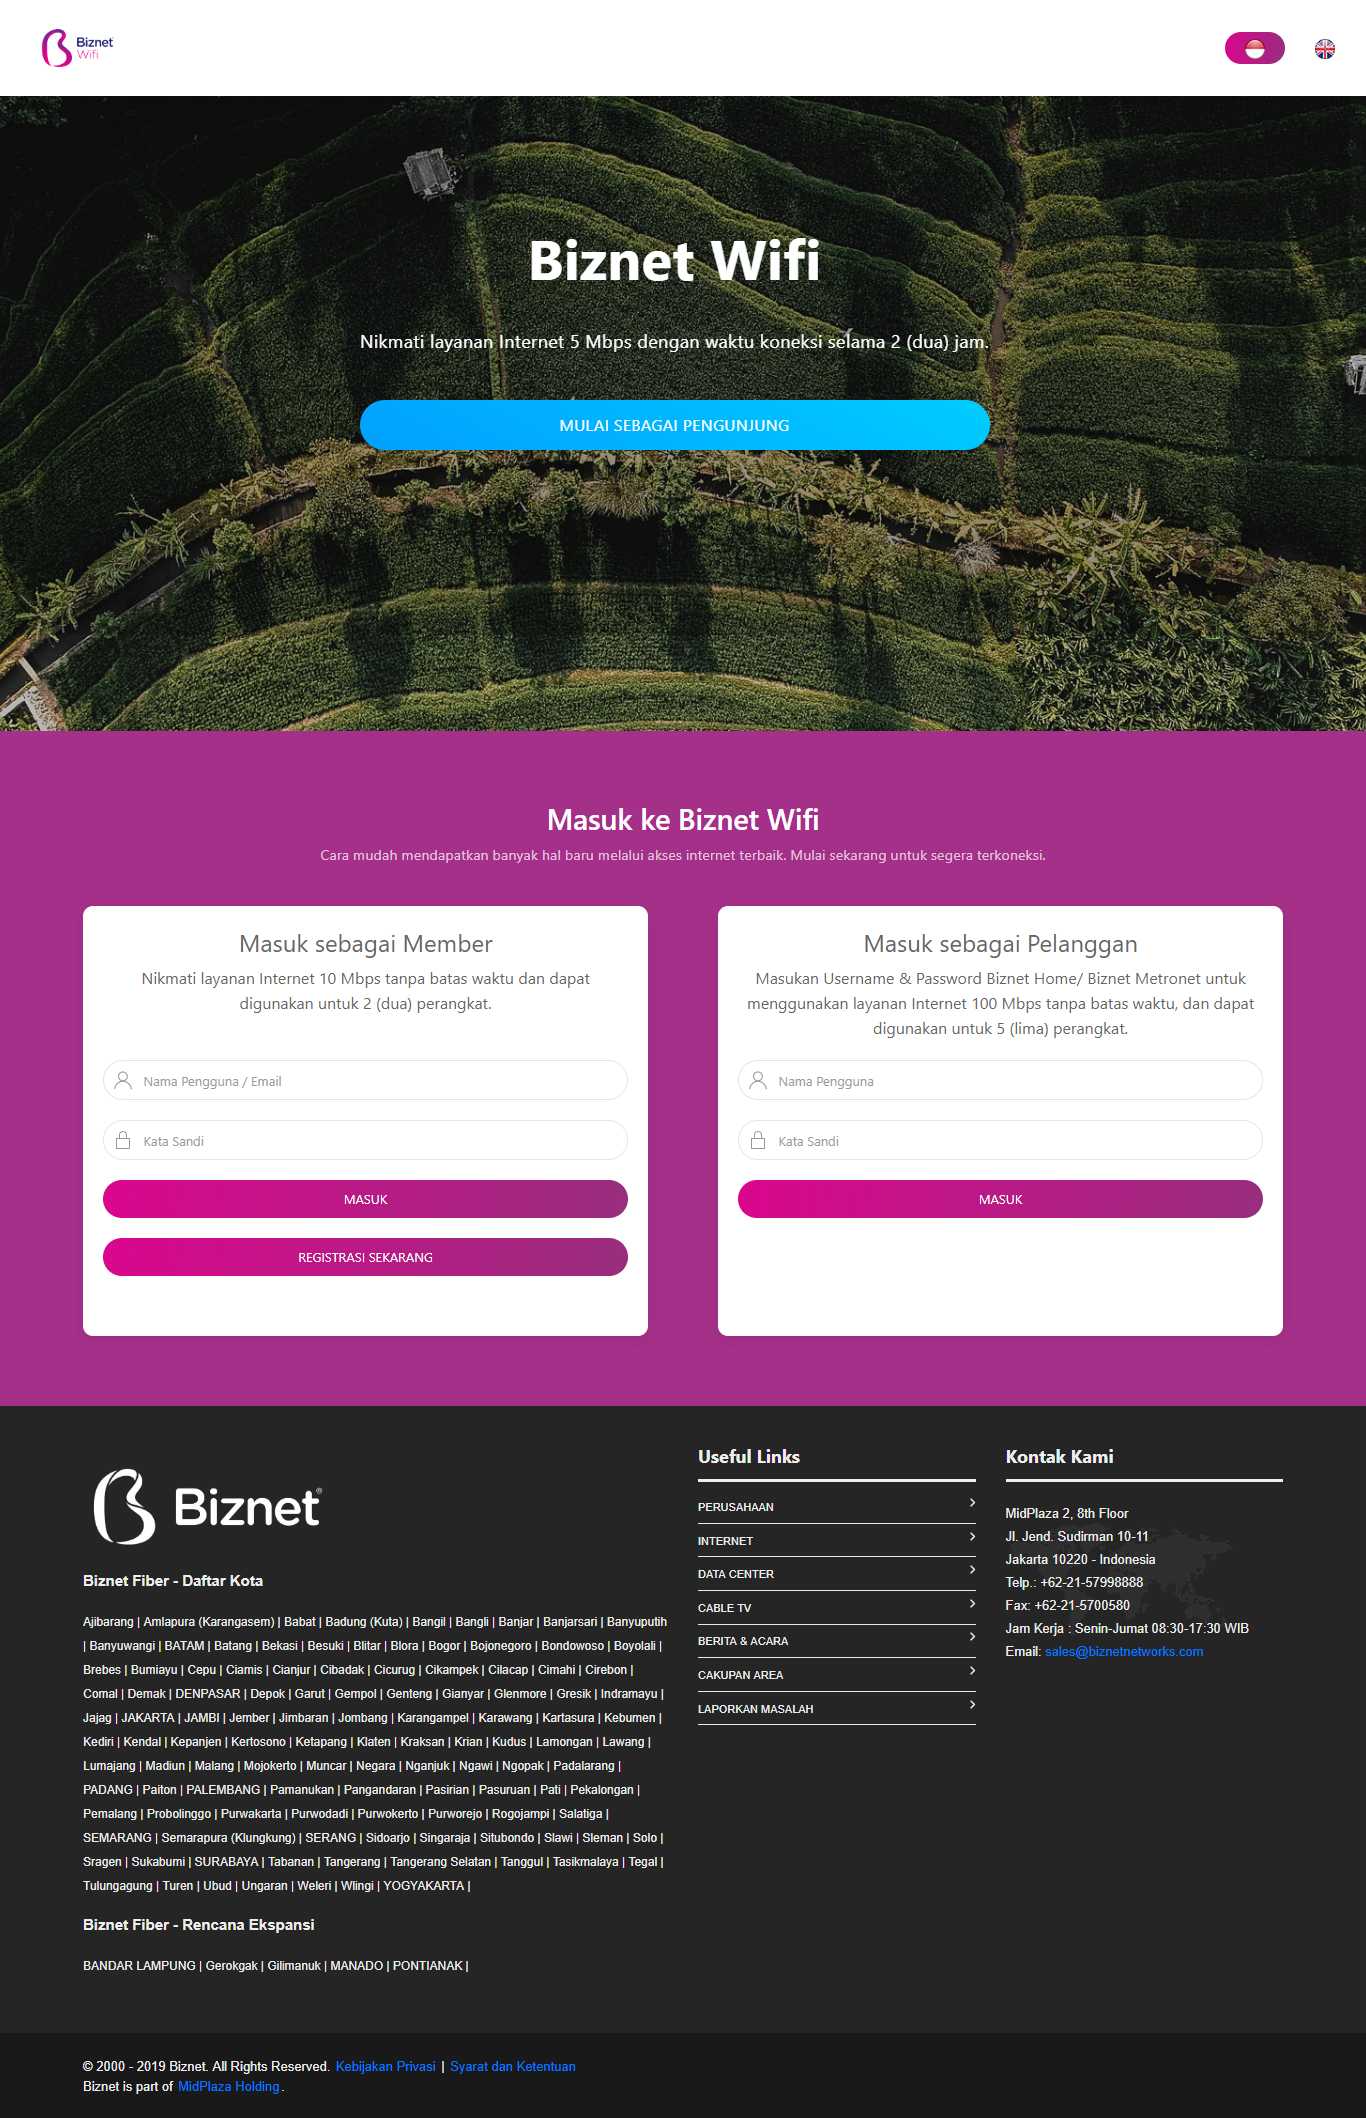 Biznet
Wifi
Biznet Wifi
Nikmati layanan Internet 5 Mbps dengan waktu koneksi selama 2 (dua) jam.
MULAI SEBAGAI PENGUNJUNG
Masuk ke Biznet Wifi
Cara mudah mendapatkan banyak hal baru melalui akses internet terbaik. Mulai sekarang untuk segera terkoneksi.
Masuk sebagai Member
Nikmati layanan Internet 10 Mbps tanpa batas waktu dan dapat
digunakan untuk 2 (dua) perangkat.
Nama Pengguna / Email
Kata Sandi
MASUK
REGISTRASI SEKARANG
Masuk sebagai Pelanggan
Masukan Username & Password Biznet Home/ Biznet Metronet untuk
menggunakan layanan Internet 100 Mbps tanpa batas waktu, dan dapat
digunakan untuk 5 (lima) perangkat.
Nama Pengguna
Kata Sandi
MASUK
Biznet®
Biznet Fiber - Daftar Kota
Ajibarang | Amlapura (Karangasem) | Babat | Badung (Kuta) | Bangil | Bangli | Banjar | Banjarsari | Banyuputih
| Banyuwangi | BATAM | Batang | Bekasi | Besuki | Blitar | Blora | Bogor | Bojonegoro | Bondowoso | Boyolali |
Brebes | Bumiayu | Cepu | Ciamis | Cianjur | Cibadak | Cicurug | Cikampek | Cilacap | Cimahi | Cirebon |
Comal | Demak | DENPASAR | Depok | Garut | Gempol | Genteng | Gianyar | Glenmore | Gresik | Indramayu |
Jajag | JAKARTA | JAMBI | Jember | Jimbaran | Jombang | Karangampel | Karawang | Kartasura | Kebumen |
Kediri | Kendal | Kepanjen | Kertosono | Ketapang | Klaten | Kraksan | Krian | Kudus | Lamongan | Lawang |
Lumajang | Madiun | Malang | Mojokerto | Muncar | Negara | Nganjuk | Ngawi | Ngopak | Padalarang |
PADANG | Paiton | PALEMBANG | Pamanukan | Pangandaran | Pasirian | Pasuruan | Pati | Pekalongan |
Pemalang | Probolinggo | Purwakarta | Purwodadi | Purwokerto | Purworejo | Rogojampi | Salatiga |
SEMARANG | Semarapura (Klungkung) | SERANG | Sidoarjo | Singaraja | Situbondo | Slawi | Sleman | Solo |
Sragen | Sukabumi | SURABAYA | Tabanan | Tangerang | Tangerang Selatan | Tanggul | Tasikmalaya | Tegal |
Tulungagung | Turen | Ubud | Ungaran | Weleri | Wlingi | YOGYAKARTA |
Biznet Fiber - Rencana Ekspansi
BANDAR LAMPUNG | Gerokgak | Gilimanuk | MANADO | PONTIANAK |
Useful Links
PERUSAHAAN
INTERNET
DATA CENTER
CABLE TV
BERITA & ACARA
CAKUPAN AREA
LAPORKAN MASALAH
Kontak Kami
MidPlaza 2, 8th Floor
Jl. Jend. Sudirman 10-11
Jakarta 10220 - Indonesia
Telp.: +62-21-57998888
Fax: +62-21-5700580
Jam Kerja : Senin-Jumat 08:30-17:30 WIB
Email: sales@biznetnetworks.com
© 2000 - 2019 Biznet. All Rights Reserved. Kebijakan Privasi | Syarat dan Ketentuan
Biznet is part of MidPlaza Holding.